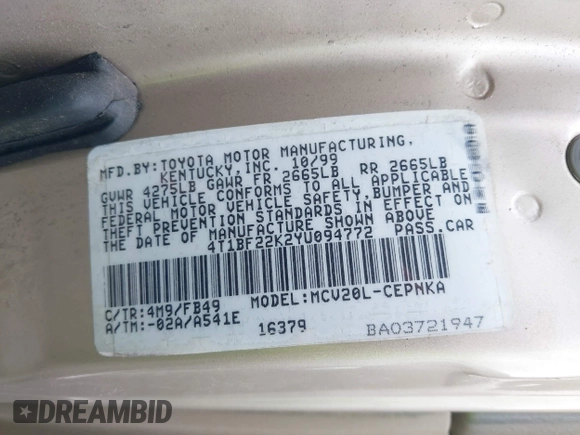 MFD.BY:TOYOTA MOTOR MANUFACTURING,
KENTUCKY, INC. 10/99
GVWR 4275LB GAWR FR 2665LB RR 2665LB
THIS VEHICLE CONFORMS TO ALL APPLICABLE
FEDERAL MOTOR VEHICLE SAFETY,BUMPER AND
THEFT PREVENTION STANDARDS IN EFFECT ON
THE DATE OF MANUFACTURE SHOWN ABOVE
4T1BF22K2YU094772 PASS.CAR
C/TR:4M9/FB49 MODEL:MCV20L-CEPNKA
A/TM:-02A/A541E 16379 BA03721947
DREAMBID